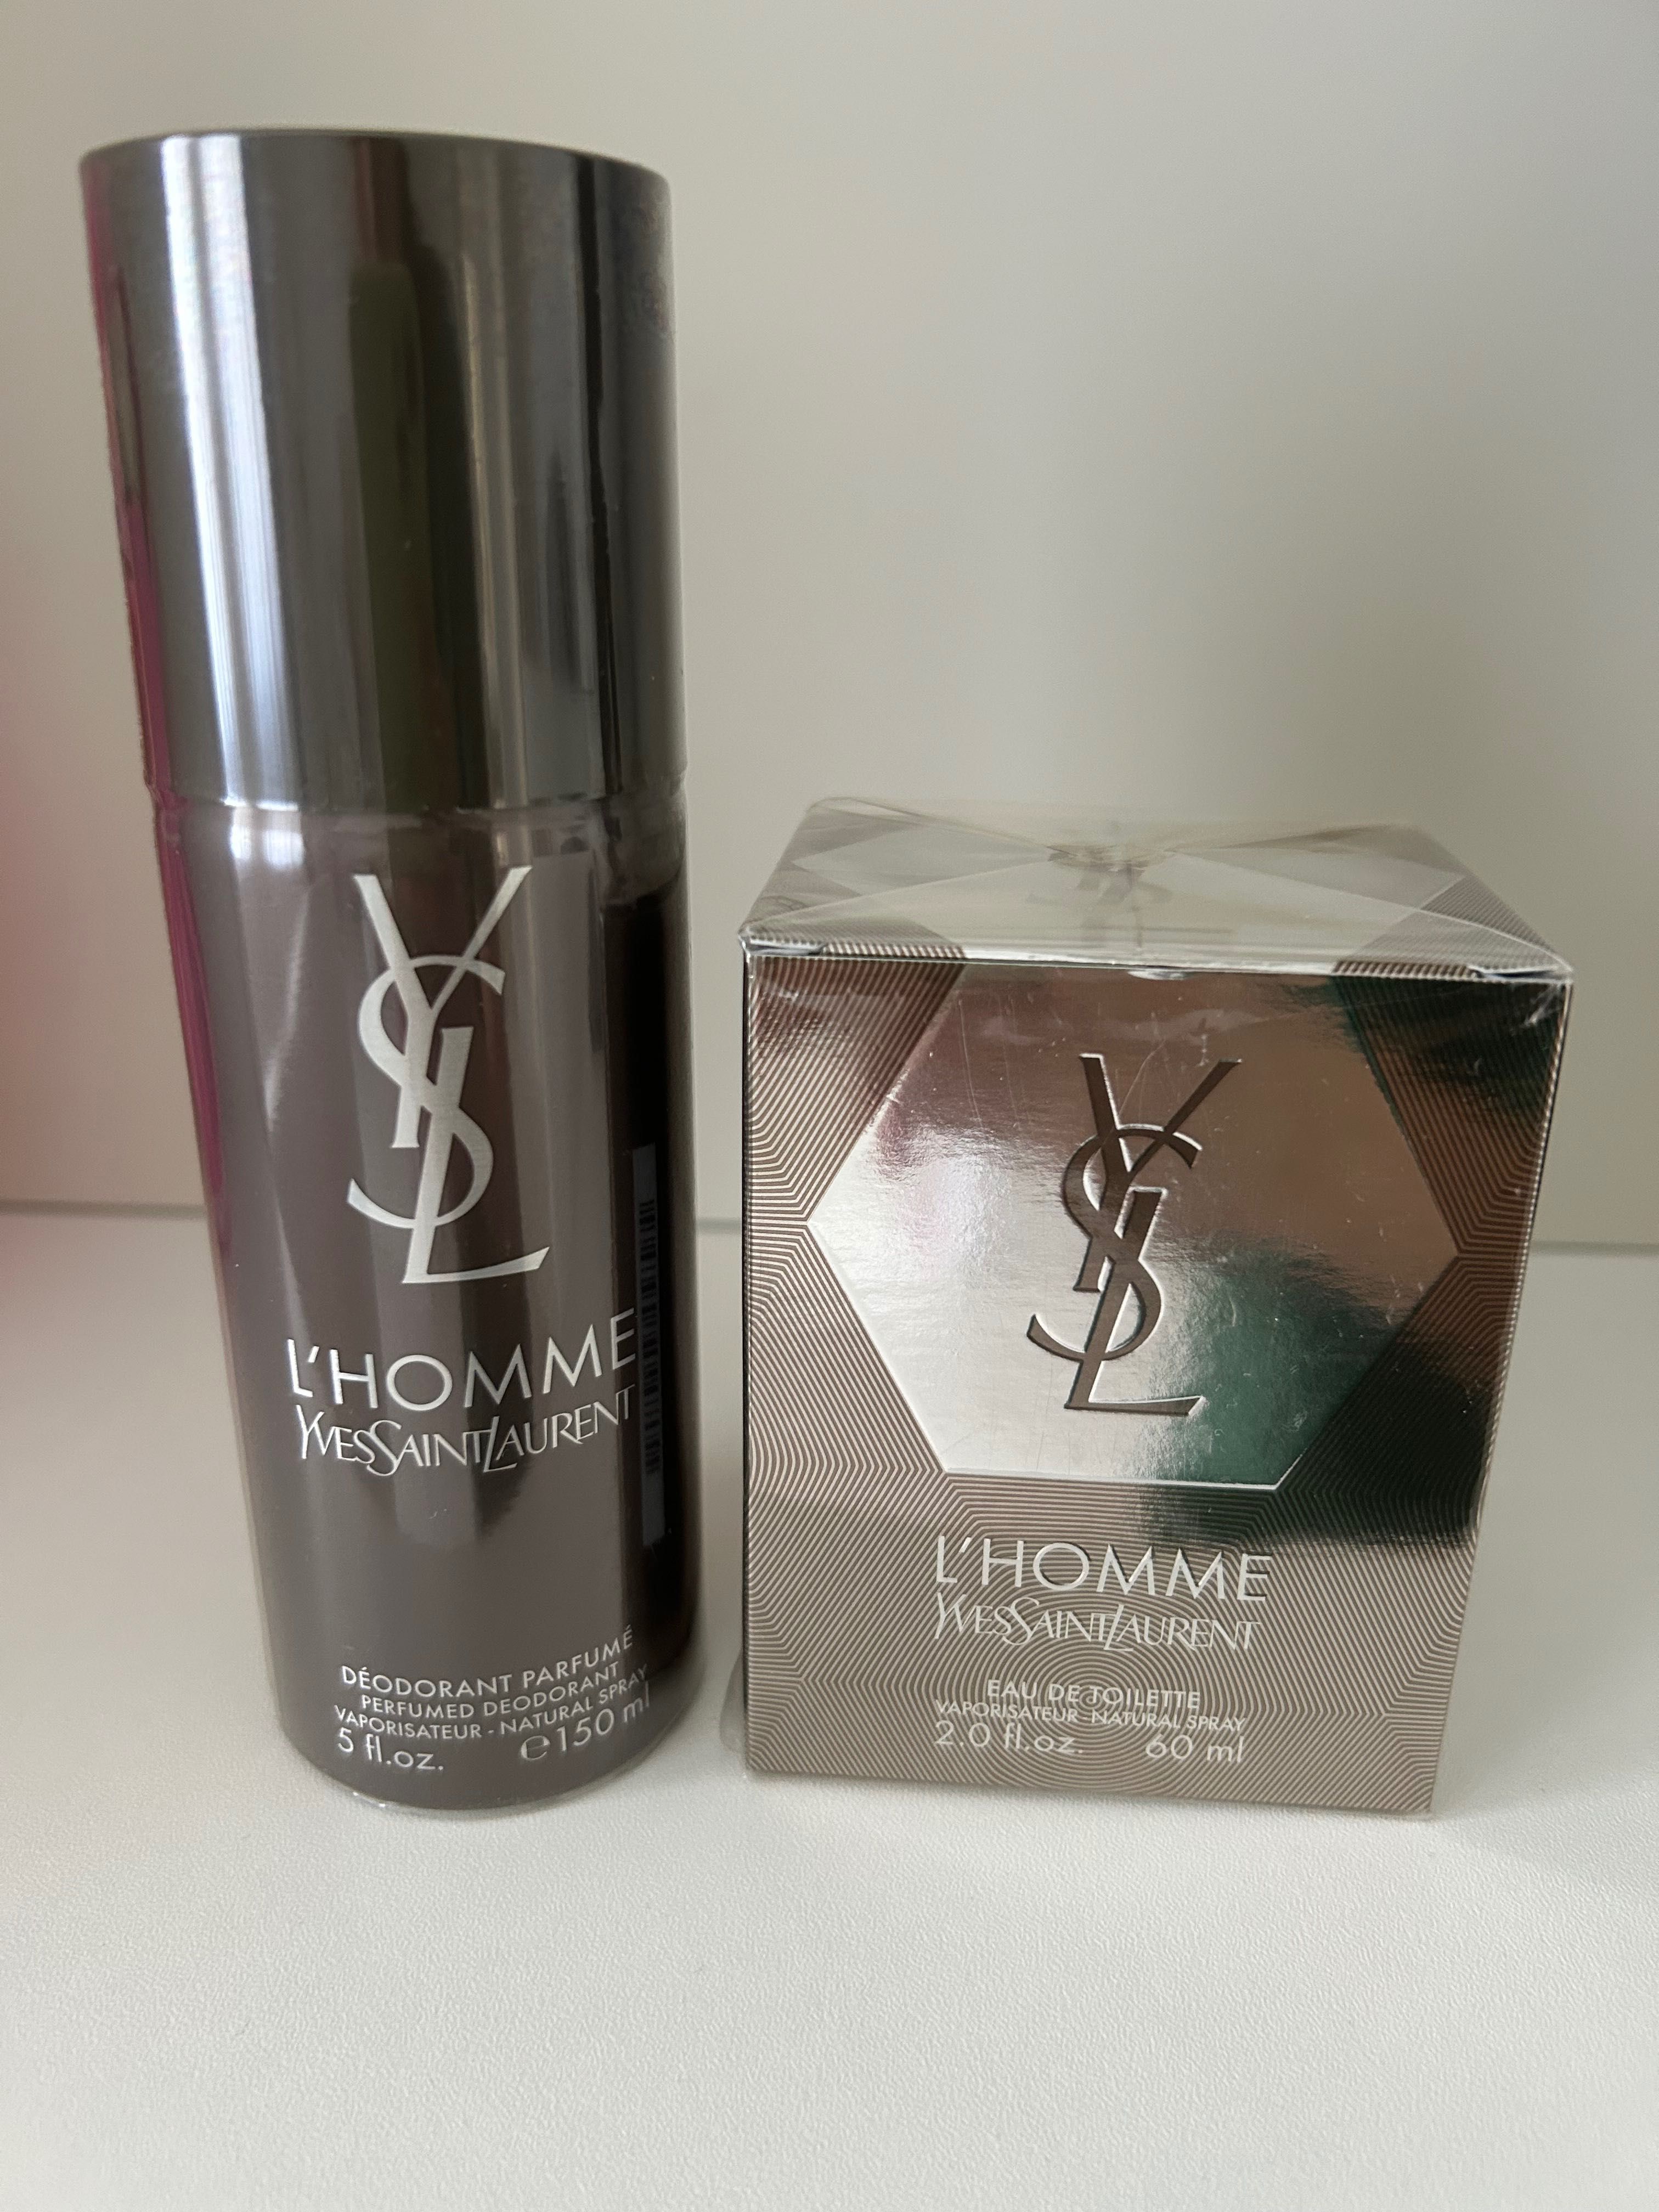 YSL
L'HOMME
YVESSAINTLAURENT
DÉODORANT PARFUMÉ
PERFUMED DEODORANT
VAPORISATEUR - NATURAL SPRAY
5 fl.oz. e150 ml
YSL
L'HOMME
YVESSAINTLAURENT
EAU DE TOILETTE
VAPORISATEUR NATURAL SPRAY
2.0 fl.oz. 60 ml